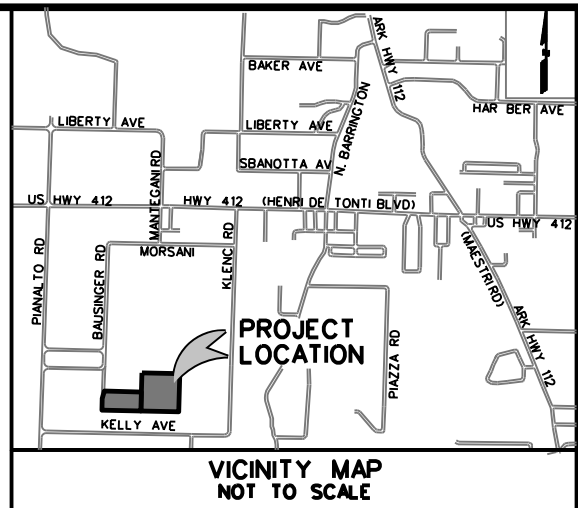 ARK HWY 112
BAKER AVE
HAR BER AVE
LIBERTY AVE
LIBERTY AVE
N. BARRINGTON
SBANOTTA AV
MANTEGANI RD
US HWY 412
HWY 412
(HENRI DE TONTI BLVD)
US HWY 412
MORSANI
KLENC RD
PIANALTO RD
BAUSINGER RD
(MAESTRI RD)
PROJECT
LOCATION
PIAZZA RD
ARK HWY 112
KELLY AVE
VICINITY MAP
NOT TO SCALE